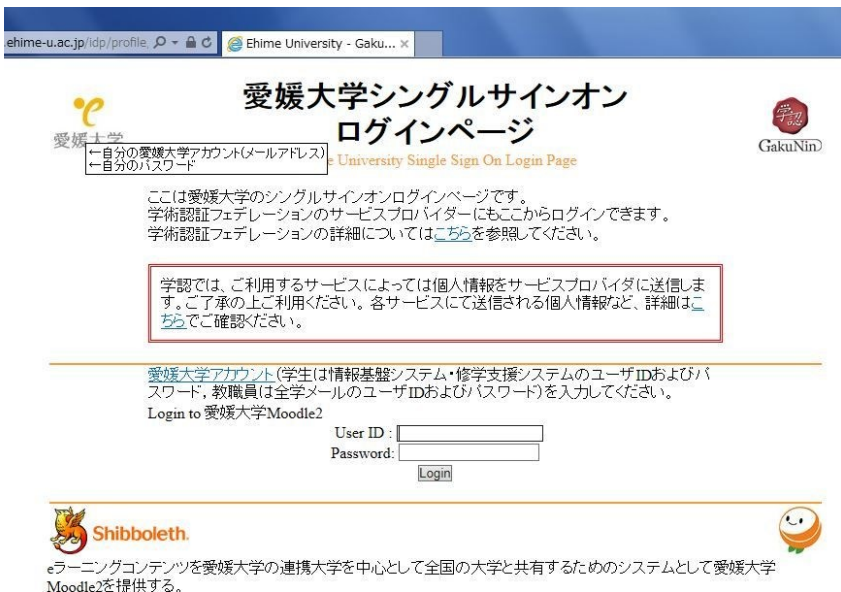 .ehime-u.ac.jp/idp/profile,
Ehime University - Gaku... ×
愛媛大学
愛媛大学シングルサインオン
ログインページ
GakuNin
←自分の愛媛大学アカウント(メールアドレス)
←自分のパスワード
e University Single Sign On Login Page
ここは愛媛大学のシングルサインオンログインページです。
学術認証フェデレーションのサービスプロバイダーにもここからログインできます。
学術認証フェデレーションの詳細についてはこちらを参照してください。
学認では、ご利用するサービスによっては個人情報をサービスプロバイダに送信しま
す。ご了承の上ご利用ください。各サービスにて送信される個人情報など、詳細はこ
ちらでご確認ください。
愛媛大学アカウント(学生は情報基盤システム・修学支援システムのユーザIDおよびパ
スワード，教職員は全学メールのユーザIDおよびパスワード)を入力してください。
Login to 愛媛大学Moodle2
User ID :
Password:
Login
Shibboleth.
eラーニングコンテンツを愛媛大学の連携大学を中心として全国の大学と共有するためのシステムとして愛媛大学
Moodle2を提供する。